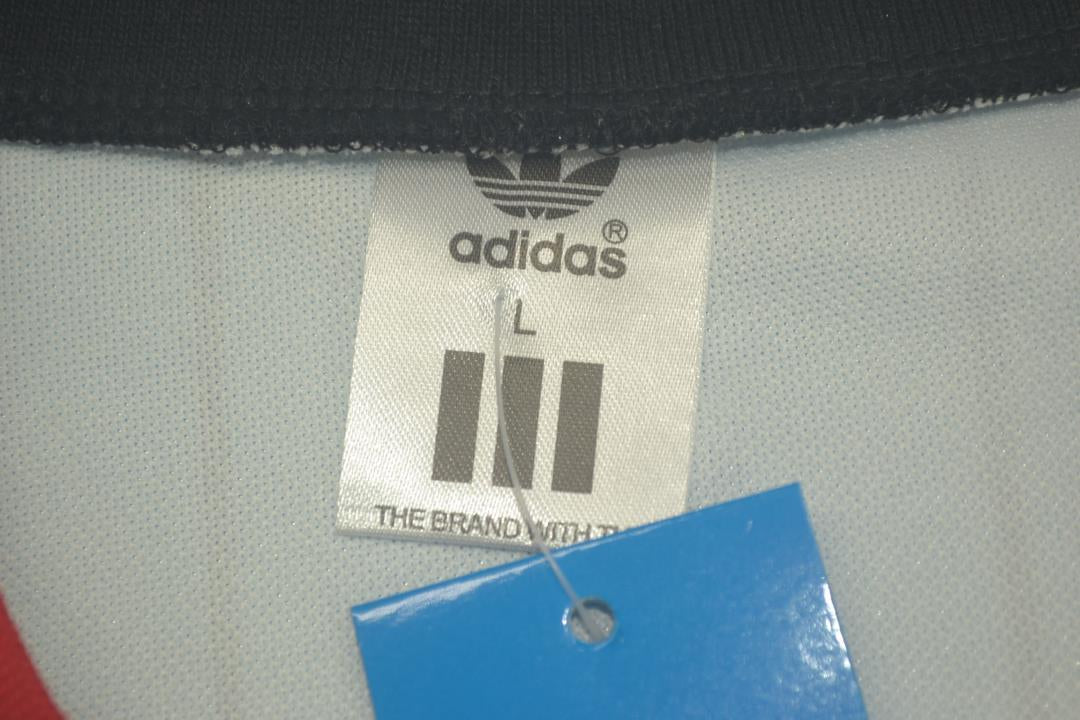 adidas®
L
THE BRAND WITH